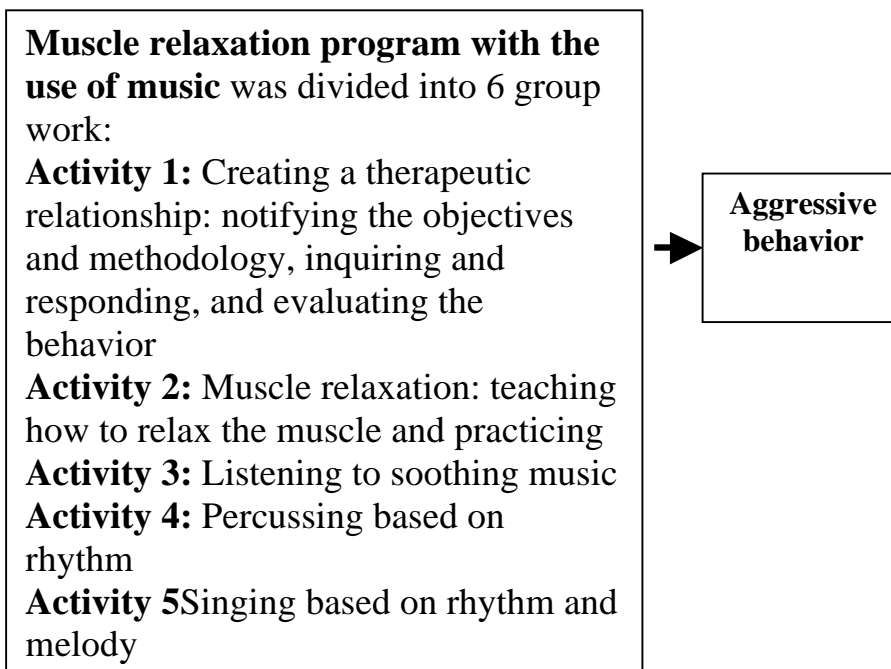 Muscle relaxation program with the
use of music was divided into 6 group
work:
Activity 1: Creating a therapeutic
relationship: notifying the objectives
and methodology, inquiring and
responding, and evaluating the
behavior
Activity 2: Muscle relaxation: teaching
how to relax the muscle and practicing
Activity 3: Listening to soothing music
Activity 4: Percussing based on
rhythm
Activity 5Singing based on rhythm and
melody
Aggressive
behavior